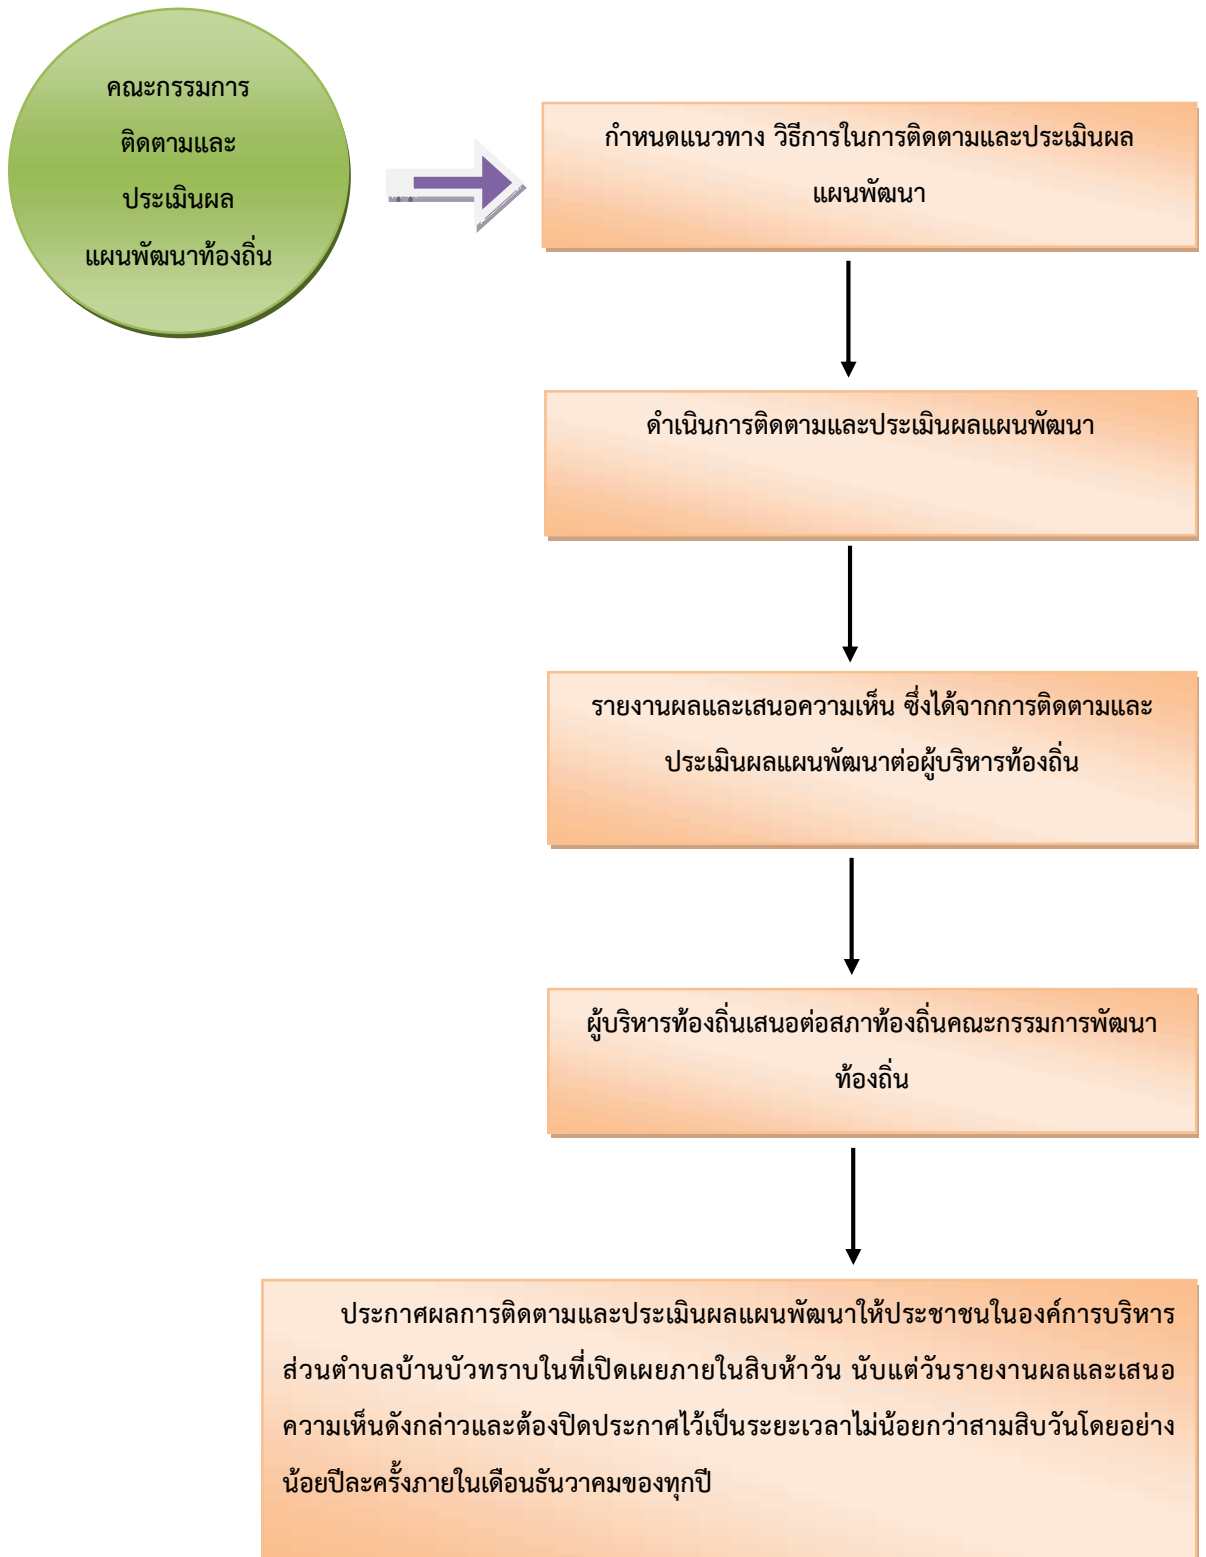 คณะกรรมการ
ติดตามและ
ประเมินผล
แผนพัฒนาท้องถิ่น
กำหนดแนวทาง วิธีการในการติดตามและประเมินผล
แผนพัฒนา
ดำเนินการติดตามและประเมินผลแผนพัฒนา
รายงานผลและเสนอความเห็น ซึ่งได้จากการติดตามและ
ประเมินผลแผนพัฒนาต่อผู้บริหารท้องถิ่น
ผู้บริหารท้องถิ่นเสนอต่อสภาท้องถิ่นคณะกรรมการพัฒนา
ท้องถิ่น
ประกาศผลการติดตามและประเมินผลแผนพัฒนาให้ประชาชนในองค์การบริหาร
ส่วนตำบลบ้านบัวทราบในที่เปิดเผยภายในสิบห้าวัน นับแต่วันรายงานผลและเสนอ
ความเห็นดังกล่าวและต้องปิดประกาศไว้เป็นระยะเวลาไม่น้อยกว่าสามสิบวันโดยอย่าง
น้อยปีละครั้งภายในเดือนธันวาคมของทุกปี